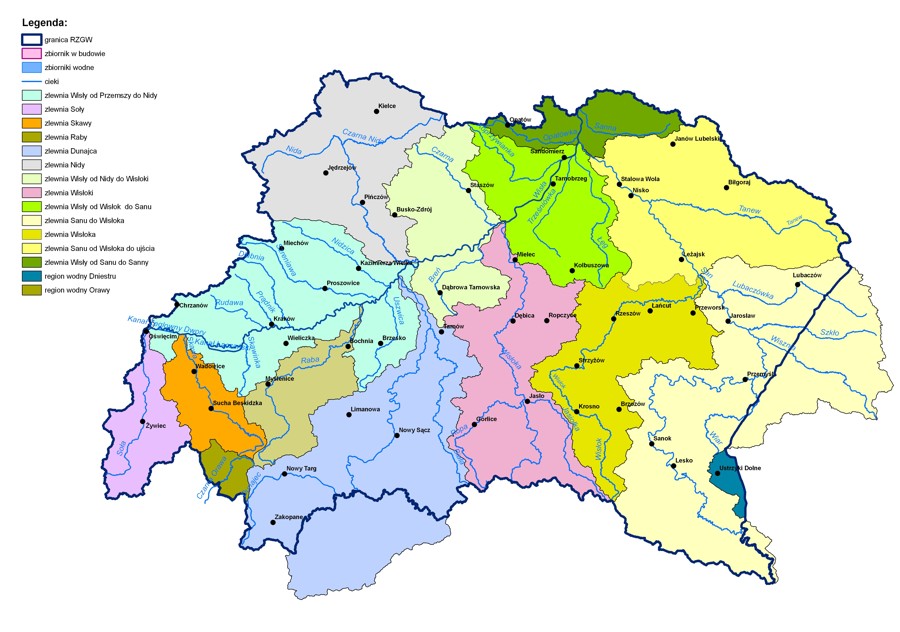 Legenda:
granica RZGW
zbiornik w budowie
zbiorniki wodne
cieki
zlewnia Wisły od Przemszy do Nidy
zlewnia Soły
zlewnia Skawy
zlewnia Raby
zlewnia Dunajca
zlewnia Nidy
zlewnia Wisły od Nidy do Wisłoki
zlewnia Wisłoki
zlewnia Wisły od Wisłok do Sanu
zlewnia Sanu do Wisłoka
zlewnia Wisłoka
zlewnia Sanu od Wisłoka do ujścia
zlewnia Wisły od Sanu do Sanny
region wodny Dniestru
region wodny Orawy
Kielce
Czarna Nida
Nida
Jędrzejów
Pińczów
Czarna
Staszów
Busko-Zdrój
Opatów
Opatówka
Sanna
Sandomierz
Janów Lubelski
Tarnobrzeg
Stalowa Wola
Nisko
Biłgoraj
Tanew
Tanew
Trześniówka
Łęg
Miechów
Nidzica
Kazimierza
Dłubnia
Proszowice
Chrzanów
Rudawa
Prądnik
Kraków
Oświęcim
Skawinka
Wieliczka
Bochnia
Brzesko
Uszwica
Raba
Myślenice
Wadowice
Sucha Beskidzka
Żywiec
Soła
Czarna Orawa
Limanowa
Nowy Sącz
Nowy Targ
Zakopane
Mielec
Breń
Dąbrowa Tarnowska
Tarnów
Dębica
Ropczyce
Wisłoka
Kolbuszowa
Leżajsk
San
Łańcut
Rzeszów
Przeworsk
Jarosław
Lubaczów
Lubaczówka
Szkło
Wisznia
Przemyśl
Wiar
Strzyżów
Krosno
Brzozów
Jasło
Gorlice
Ropa
Wisłok
Sanok
Lesko
Ustrzyki Dolne